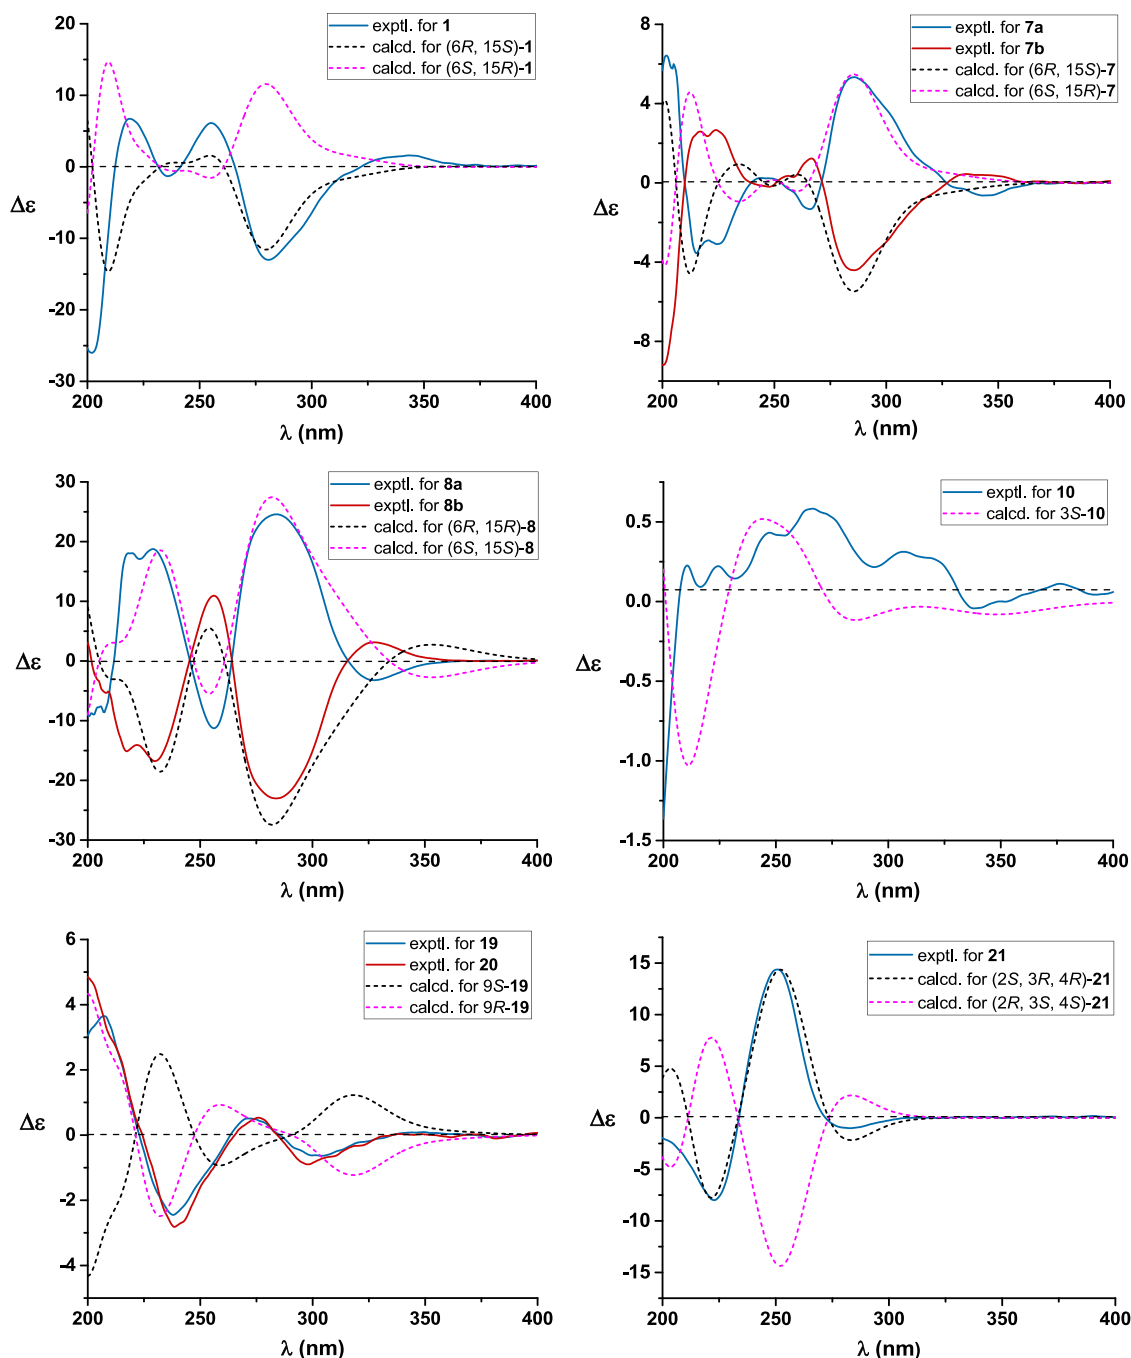 20
10
0
-10
-20
-30
Δε
200
250
300
350
400
λ (nm)
exptl. for 1
calcd. for (6R, 15S)-1
calcd. for (6S, 15R)-1
8
4
0
-4
-8
Δε
200
250
300
350
400
λ (nm)
exptl. for 7a
exptl. for 7b
calcd. for (6R, 15S)-7
calcd. for (6S, 15R)-7
30
20
10
0
-10
-20
-30
Δε
200
250
300
350
400
λ (nm)
exptl. for 8a
exptl. for 8b
calcd. for (6R, 15R)-8
calcd. for (6S, 15S)-8
0.5
0.0
-0.5
-1.0
-1.5
Δε
200
250
300
350
400
λ (nm)
exptl. for 10
calcd. for 3S-10
6
4
2
0
-2
-4
Δε
200
250
300
350
400
λ (nm)
exptl. for 19
exptl. for 20
calcd. for 9S-19
calcd. for 9R-19
15
10
5
0
-5
-10
-15
Δε
200
250
300
350
400
λ (nm)
exptl. for 21
calcd. for (2S, 3R, 4R)-21
calcd. for (2R, 3S, 4S)-21